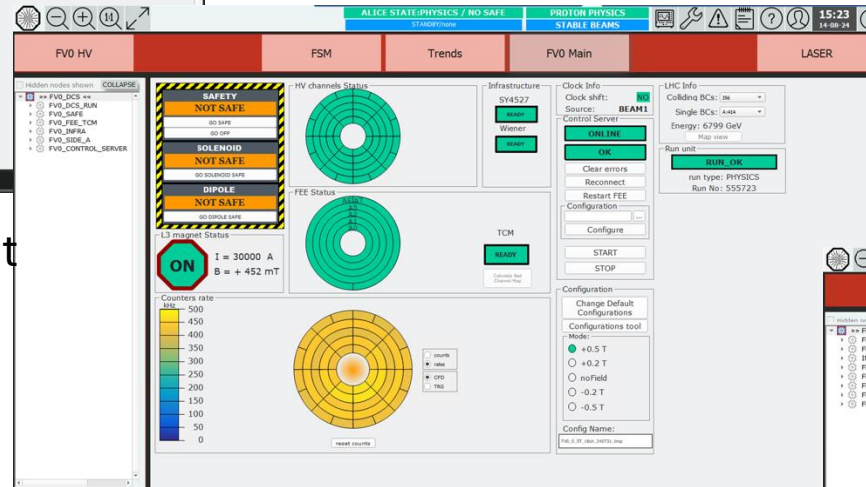 ALICE STATE:PHYSICS / NO SAFE
STANDBY/none
PROTON PHYSICS
STABLE BEAMS
15:23
14-08-24
FV0 HV
FSM
Trends
FV0 Main
LASER
Hidden nodes shown
COLLAPSE
>> FV0_DCS <<
FV0_DCS_RUN
FV0_SAFE
FV0_FEE_TCM
FV0_INFRA
FV0_SIDE_A
FV0_CONTROL_SERVER
SAFETY
NOT SAFE
GO SAFE
GO OFF
SOLENOID
NOT SAFE
GO SOLENOID SAFE
DIPOLE
NOT SAFE
GO DIPOLE SAFE
L3 magnet Status
ON
I = 30000 A
B = + 452 mT
HV channels Status
Infrastructure
SY4527
READY
Wiener
READY
FEE Status
TCM
READY
Calculate Bad
Channel Map
Clock Info
Clock shift:
NO
Source:
BEAM1
Control Server
ONLINE
OK
Clear errors
Reconnect
Restart FEE
Configuration
...
Configure
START
STOP
LHC Info
Colliding BCs:
356
Single BCs:
A:414
Energy: 6799 GeV
Map view
Run unit
RUN_OK
run type: PHYSICS
Run No: 555723
Counters rate
kHz
500
450
400
350
300
250
200
150
100
50
0
counts
rates
CFD
TRG
reset counts
Configuration
Change Default
Configurations
Configurations tool
Mode:
+0.5 T
+0.2 T
noField
-0.2 T
-0.5 T
Config Name:
t